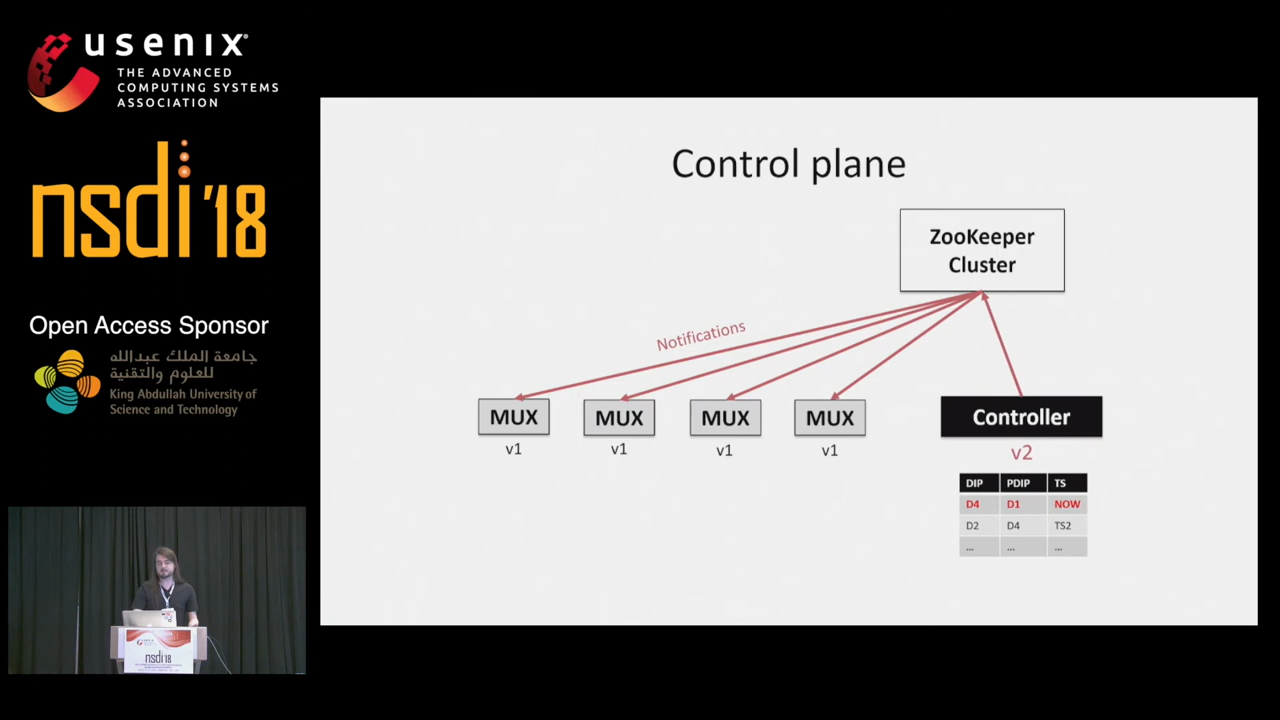 usenix
THE ADVANCED
COMPUTING SYSTEMS
ASSOCIATION
nsdi '18
Open Access Sponsor
جامعة الملك عبدالله
للعلوم والتقنية
King Abdullah University of
Science and Technology
Control plane
ZooKeeper
Cluster
Notifications
MUX MUX MUX MUX Controller
v1 v1 v1 v1 v2
DIP PDIP TS
D4 D1 NOW
D2 D4 TS2
... ... ...
usenix
nsdi '18